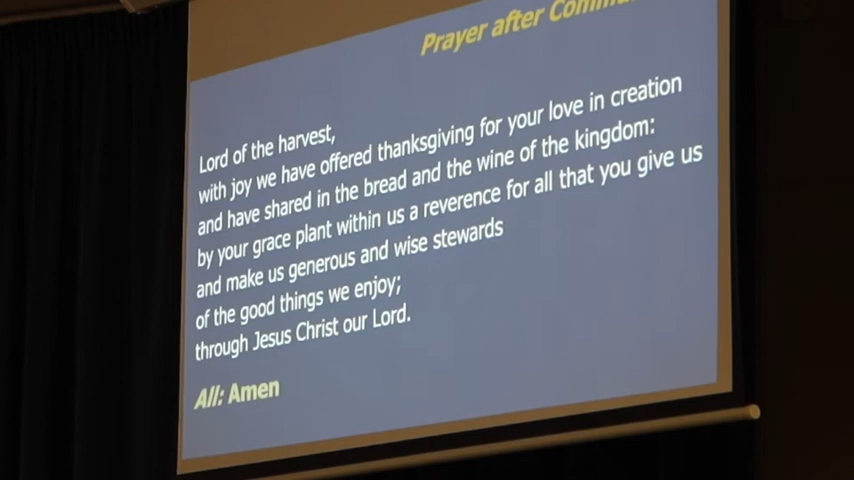 Prayer after
Lord of the harvest,
with joy we have offered thanksgiving for your love in creation
and have shared in the bread and the wine of the kingdom:
by your grace plant within us a reverence for all that you give us
and make us generous and wise stewards
of the good things we enjoy;
through Jesus Christ our Lord.
All: Amen